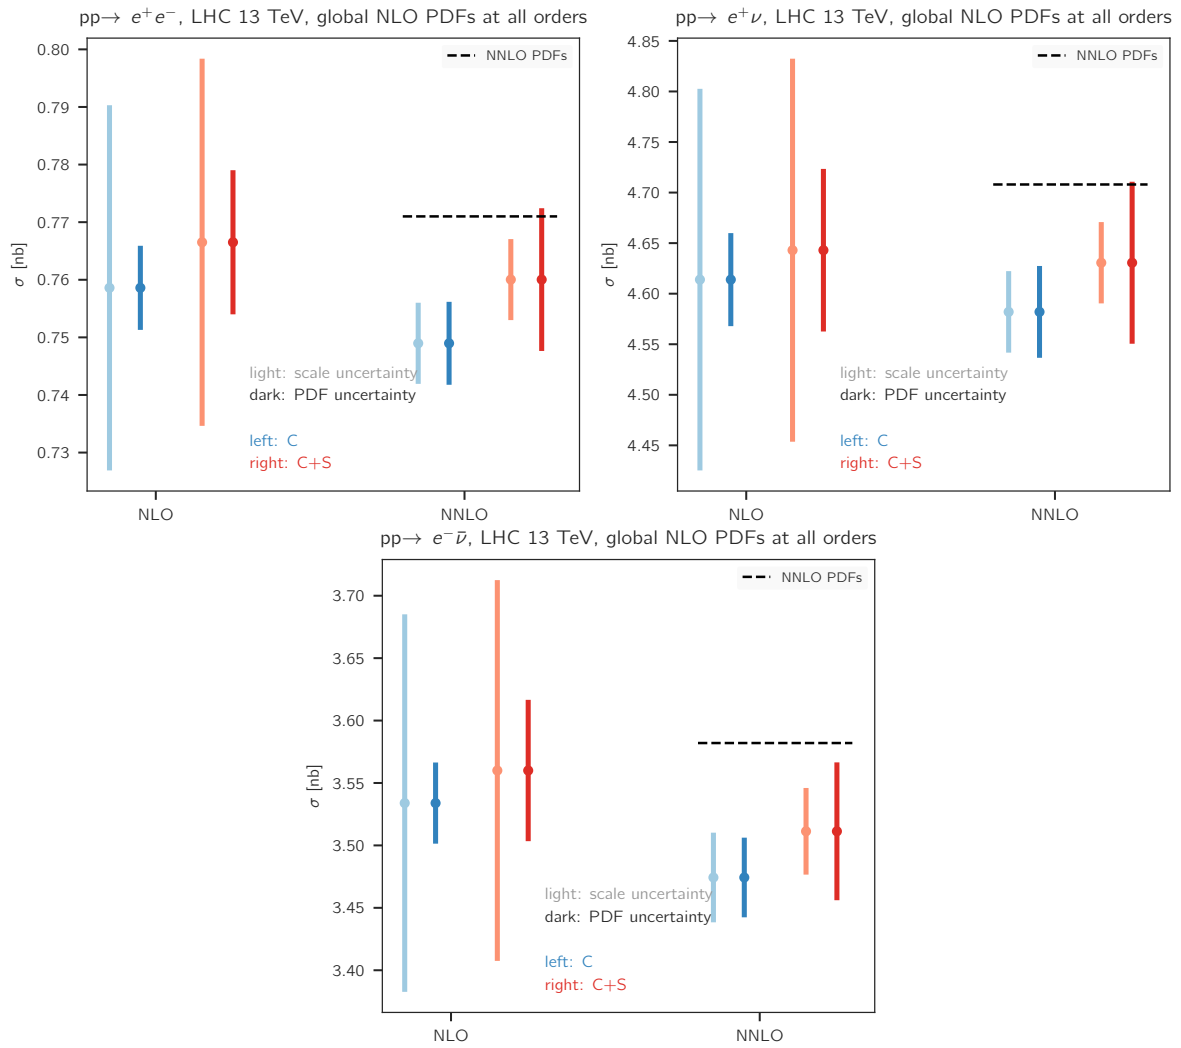 pp→ e⁺e⁻, LHC 13 TeV, global NLO PDFs at all orders
NNLO PDFs
0.80
0.79
0.78
0.77
0.76
0.75
0.74
0.73
σ [nb]
light: scale uncertainty
dark: PDF uncertainty
left: C
right: C+S
NLO
NNLO
pp→ e⁺ν, LHC 13 TeV, global NLO PDFs at all orders
NNLO PDFs
4.85
4.80
4.75
4.70
4.65
4.60
4.55
4.50
4.45
σ [nb]
light: scale uncertainty
dark: PDF uncertainty
left: C
right: C+S
NLO
NNLO
pp→ e⁻ν̄, LHC 13 TeV, global NLO PDFs at all orders
NNLO PDFs
3.70
3.65
3.60
3.55
3.50
3.45
3.40
σ [nb]
light: scale uncertainty
dark: PDF uncertainty
left: C
right: C+S
NLO
NNLO